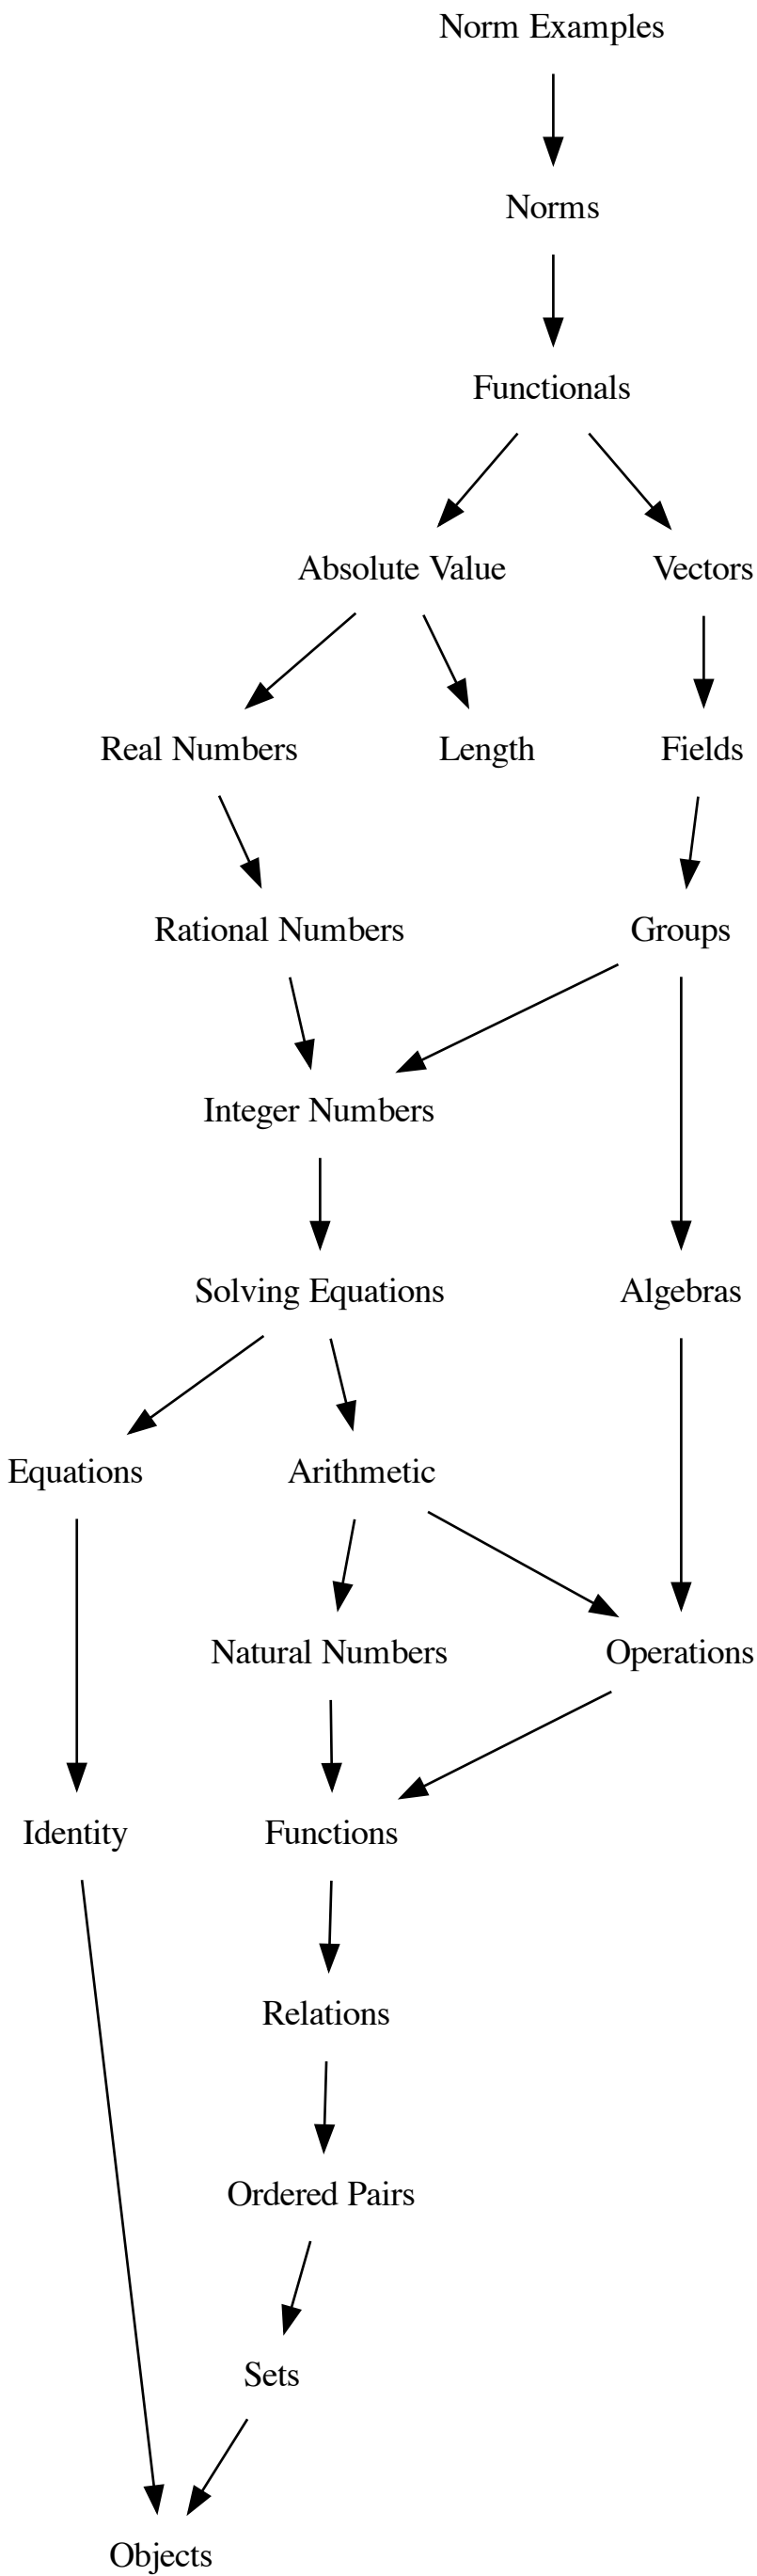 Norm Examples
Norms
Functionals
Absolute Value
Vectors
Real Numbers
Length
Fields
Rational Numbers
Groups
Integer Numbers
Solving Equations
Algebras
Equations
Arithmetic
Natural Numbers
Operations
Identity
Functions
Relations
Ordered Pairs
Sets
Objects